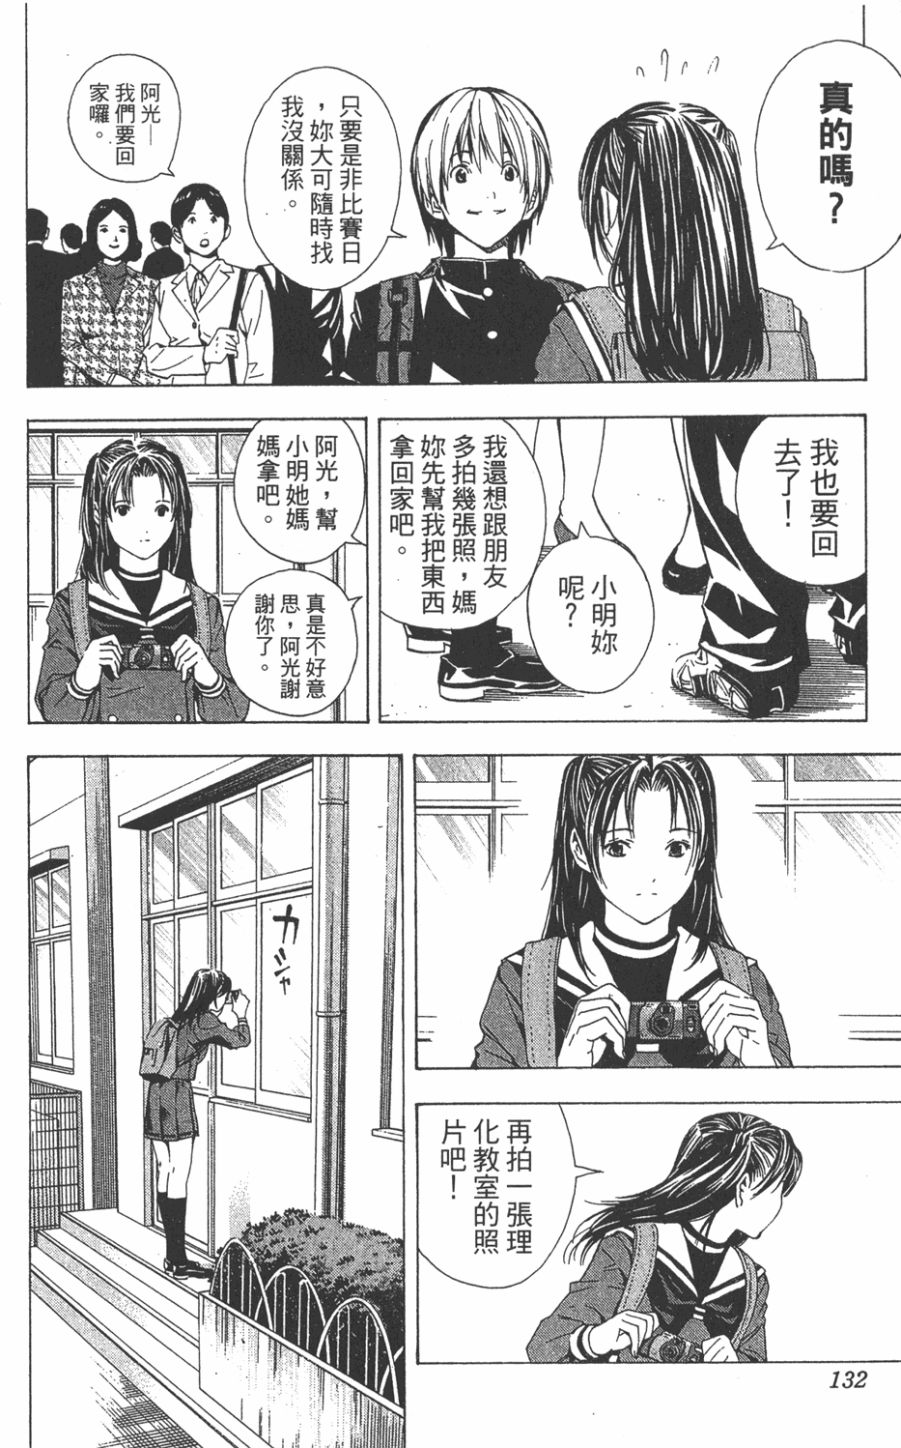 真的嗎？
只要是非比賽日
，妳大可隨時找
我沒關係。
阿光—
我們要回
家囉。
我也要回
去了！
小明妳
呢？
我還想跟朋友
多拍幾張照，媽
妳先幫我把東西
拿回家吧。
阿光，幫
小明她媽
媽拿吧。
真是不好意
思，阿光謝
謝你了。
再拍一張理
化教室的照
片吧！
カシャ
132